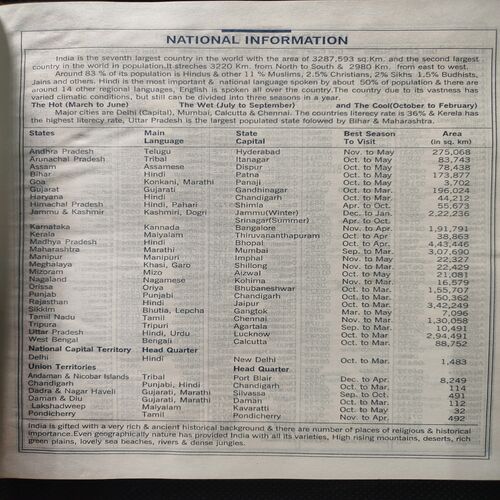 NATIONAL INFORMATION
India is the seventh largest country in the world with the area of 3287,593 sq.Km. and the second largest
country in the world in population.It streches 3220 Kms. from North to South & 2980 Kms. from east to west.
Around 83 % of its population is Hindus & other 11 % Muslims, 2.5% Christians, 2% Sikhs 1.5% Budhists,
Jains and others. Hindi is the most important & national language spoken by about 50% of population & there are
around 14 other regional languages, English is spoken all over the country.The country due to its vastness has
varied climatic conditions, but still can be divided into three seasons in a year.
The Hot (March to June) The Wet (July to September) and The Cool(October to February)
Major cities are Delhi (Capital), Mumbai, Calcutta & Chennai. The countries literey rate is 36% & Kerela has
the highest litercy rate, Uttar Pradesh is the largest populated state followed by Bihar & Maharashtra.
States Main Language State Capital Best Season To Visit Area (in sq. km)
Andhra Pradesh Telugu Hyderabad Nov. to May 275,068
Arunachal Pradesh Tribal Itanagar Oct. to May 83,743
Assam Assamese Dispur Oct. to May 78,438
Bihar Hindi Patna Oct. to May 173,877
Goa Konkani, Marathi Panaji Oct. to May 3,702
Gujarat Gujarati Gandhinagar Oct. to Mar. 196,024
Haryana Hindi Chandigarh Oct. to Mar. 44,212
Himachal Pradesh Hindi, Pahari Shimla Apr. to Oct. 55,673
Jammu & Kashmir Kashmiri, Dogri Jammu(Winter) Dec. to Jan. 2,22,236
Srinagar(Summer) Apr. to Oct.
Karnataka Kannada Bangalore Nov. to Apr. 1,91,791
Kerala Malyalam Thiruvananthapuram Oct. to Apr. 38,863
Madhya Pradesh Hindi Bhopal Oct. to Apr. 4,43,446
Maharashtra Marathi Mumbai Sep. to Mar. 3,07,690
Manipur Manipuri Imphal Nov. to May 22,327
Meghalaya Khasi, Garo Shillong Nov. to Mar. 22,429
Mizoram Mizo Aizwal Oct. to May 21,081
Nagaland Nagamese Kohima Nov. to Mar. 16,579
Orissa Oriya Bhubaneshwar Oct. to Mar. 1,55,707
Punjab Punjabi Chandigarh Oct. to Mar. 50,362
Rajasthan Hindi Jaipur Oct. to Mar. 3,42,249
Sikkim Bhutia, Lepcha Gangtok Mar. to May 7,096
Tamil Nadu Tamil Chennai Nov. to Mar. 1,30,058
Tripura Tripuri Agartala Sep. to Mar. 10,491
Uttar Pradesh Hindi, Urdu Lucknow Oct. to Mar. 2,94,491
West Bengal Bengali Calcutta Oct. to Mar. 88,752
National Capital Territory Head Quarter
Delhi Hindi New Delhi Oct. to Mar. 1,483
Union Territories Head Quarter
Andaman & Nicobar Islands Tribal Port Blair Dec. to Apr. 8,249
Chandigarh Punjabi, Hindi Chandigarh Oct. to Mar. 114
Dadra & Nagar Haveli Gujarati, Marathi Silvassa Sep. to Oct. 491
Daman & Diu Gujarati, Marathi Daman Oct. to Mar. 112
Lakshadweep Malyalam Kavaratti Oct. to May 32
Pondicherry Tamil Pondicherry Nov. to Apr. 492
India is gifted with a very rich & ancient historical background & there are number of places of religious & historical
importance.Even geographically nature has provided India with all its varieties, High rising mountains, deserts, rich
green plains, lovely sea beaches, rivers & dense jungles.